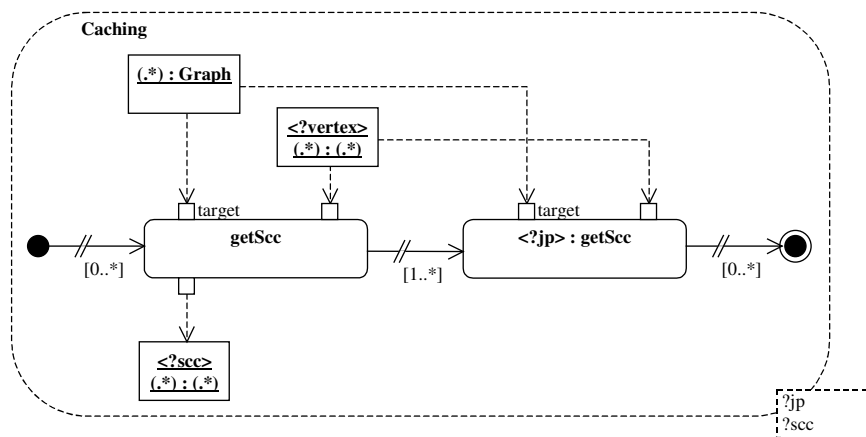 Caching
(.*) : Graph
<?vertex>
(.*) : (.*)
target
target
getScc
<?jp> : getScc
[0..*]
[1..*]
[0..*]
<?scc>
(.*) : (.*)
?jp
?scc